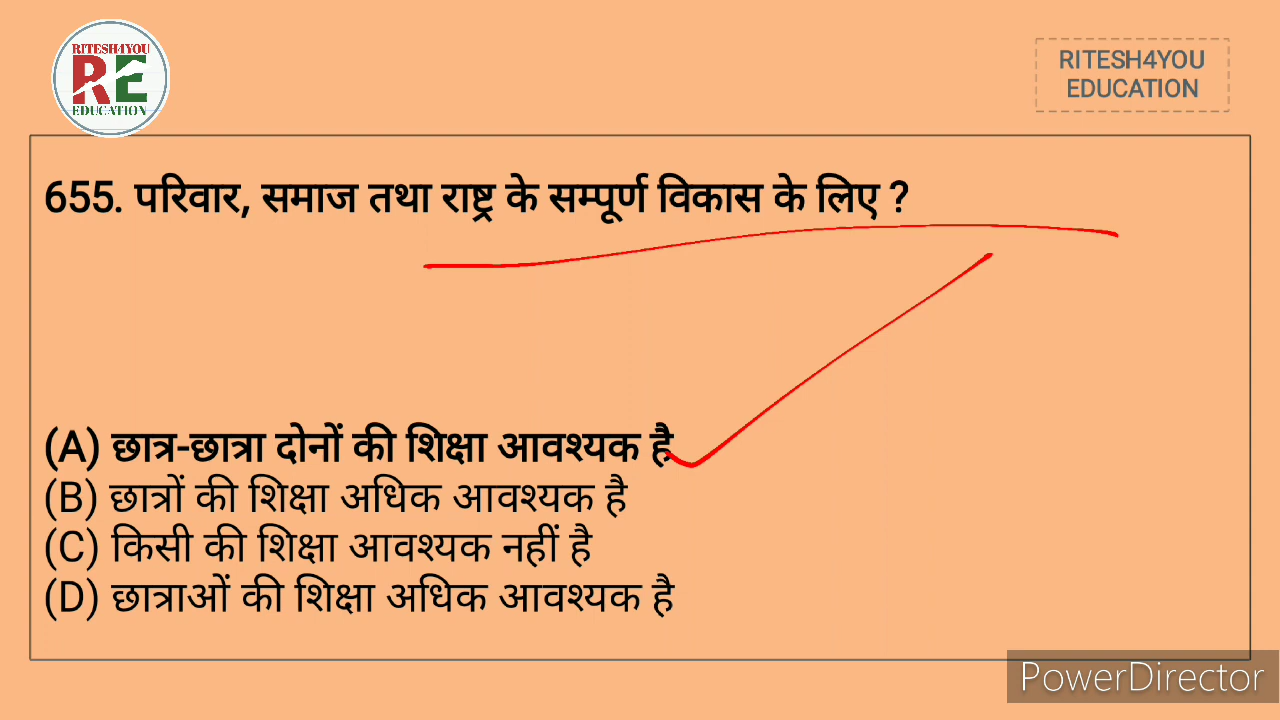 RITESH4YOU
RE
EDUCATION
RITESH4YOU
EDUCATION
655. परिवार, समाज तथा राष्ट्र के सम्पूर्ण विकास के लिए ?
(A) छात्र-छात्रा दोनों की शिक्षा आवश्यक है
(B) छात्रों की शिक्षा अधिक आवश्यक है
(C) किसी की शिक्षा आवश्यक नहीं है
(D) छात्राओं की शिक्षा अधिक आवश्यक है
PowerDirector